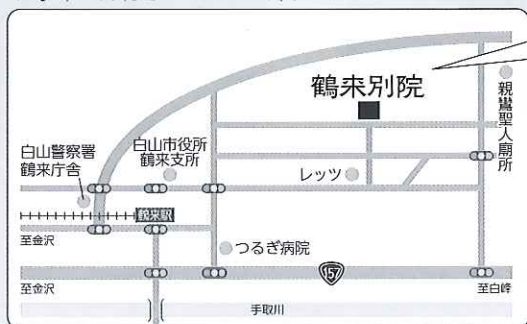 鶴来別院
親鸞聖人廟所
白山警察署
鶴来庁舎
白山市役所
鶴来支所
レッツ
鶴来駅
至金沢
つるぎ病院
157
至金沢
至白峰
手取川